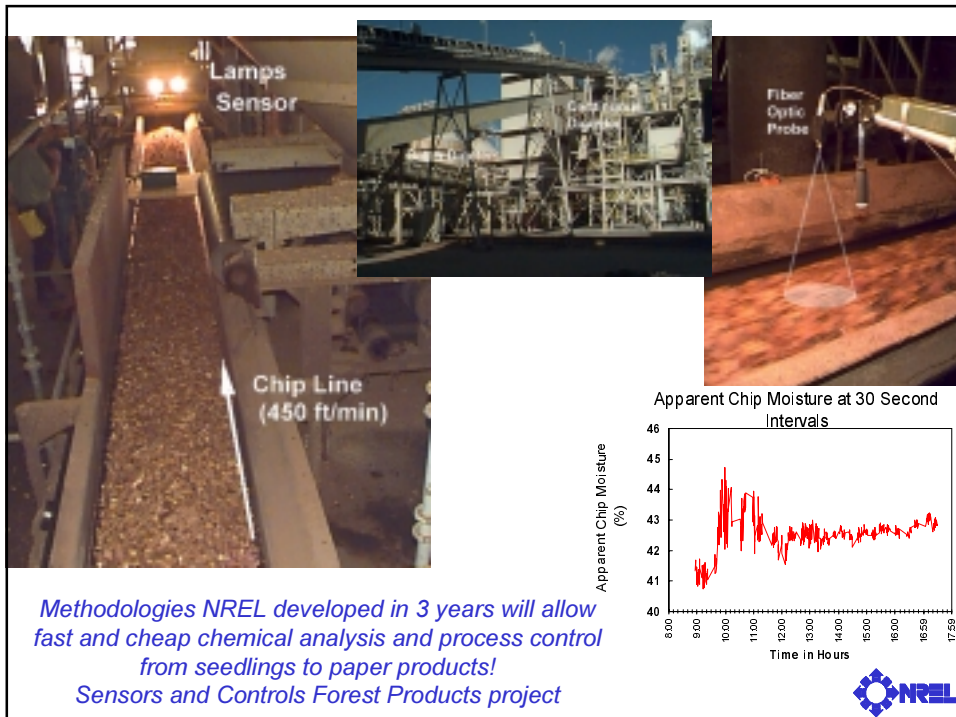 Lamps
Sensor
Chip Line
(450 ft/min)
Continuous
Digester
Fiber
Optic
Probe
Apparent Chip Moisture at 30 Second
Intervals
Apparent Chip Moisture
(%)
46
45
44
43
42
41
40
8:00
9:00
10:00
11:00
12:00
13:00
14:00
15:00
16:00
16:59
17:59
Time in Hours
Methodologies NREL developed in 3 years will allow
fast and cheap chemical analysis and process control
from seedlings to paper products!
Sensors and Controls Forest Products project
NREL